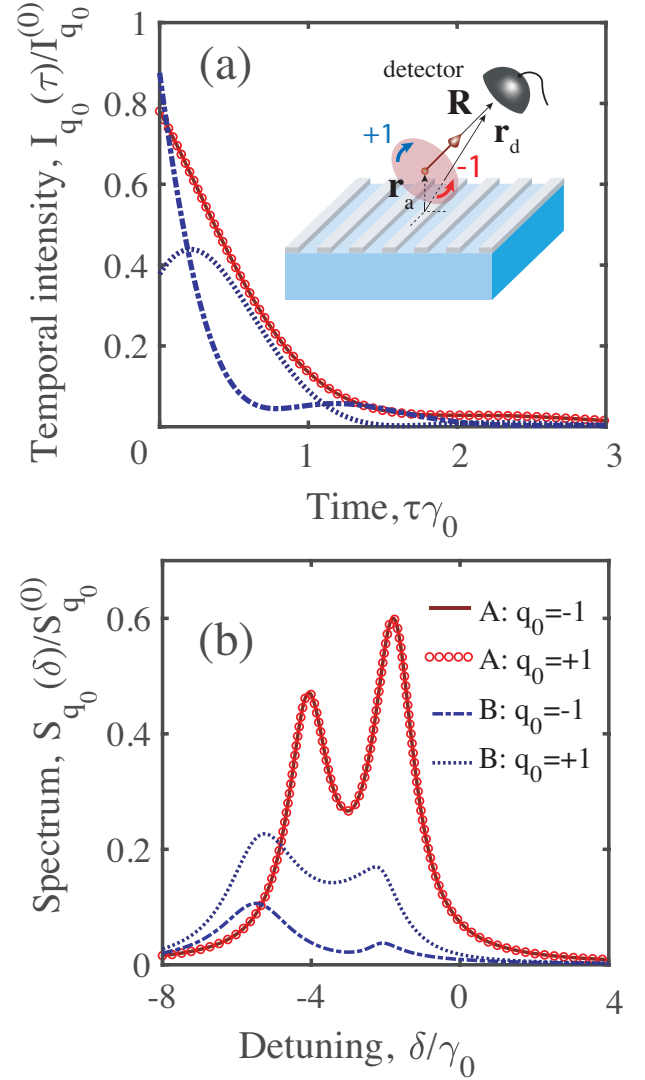 Temporal intensity, I_{q_0}(τ)/I_{q_0}^{(0)}
1
0.8
0.6
0.4
0.2
0
1
2
3
(a)
detector
R
r_d
+1
-1
r_a
Time, τγ_0
Spectrum, S_{q_0}(δ)/S_{q_0}^{(0)}
0.6
0.4
0.2
0
-8
-4
0
4
(b)
A: q_0=-1
A: q_0=+1
B: q_0=-1
B: q_0=+1
Detuning, δ/γ_0